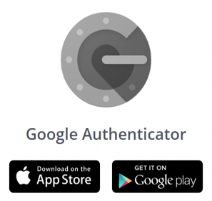 Google Authenticator
Download on the
App Store
GET IT ON
Google play